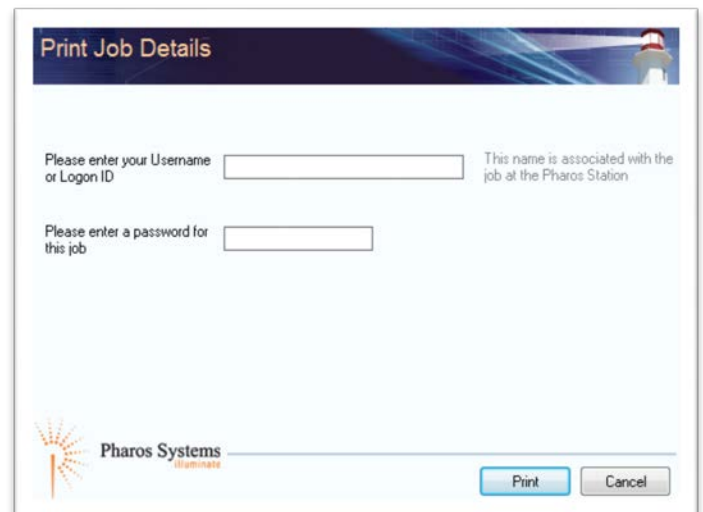 Print Job Details
Please enter your Username
or Logon ID
This name is associated with the
job at the Pharos Station
Please enter a password for
this job
Pharos Systems
illuminate
Print
Cancel